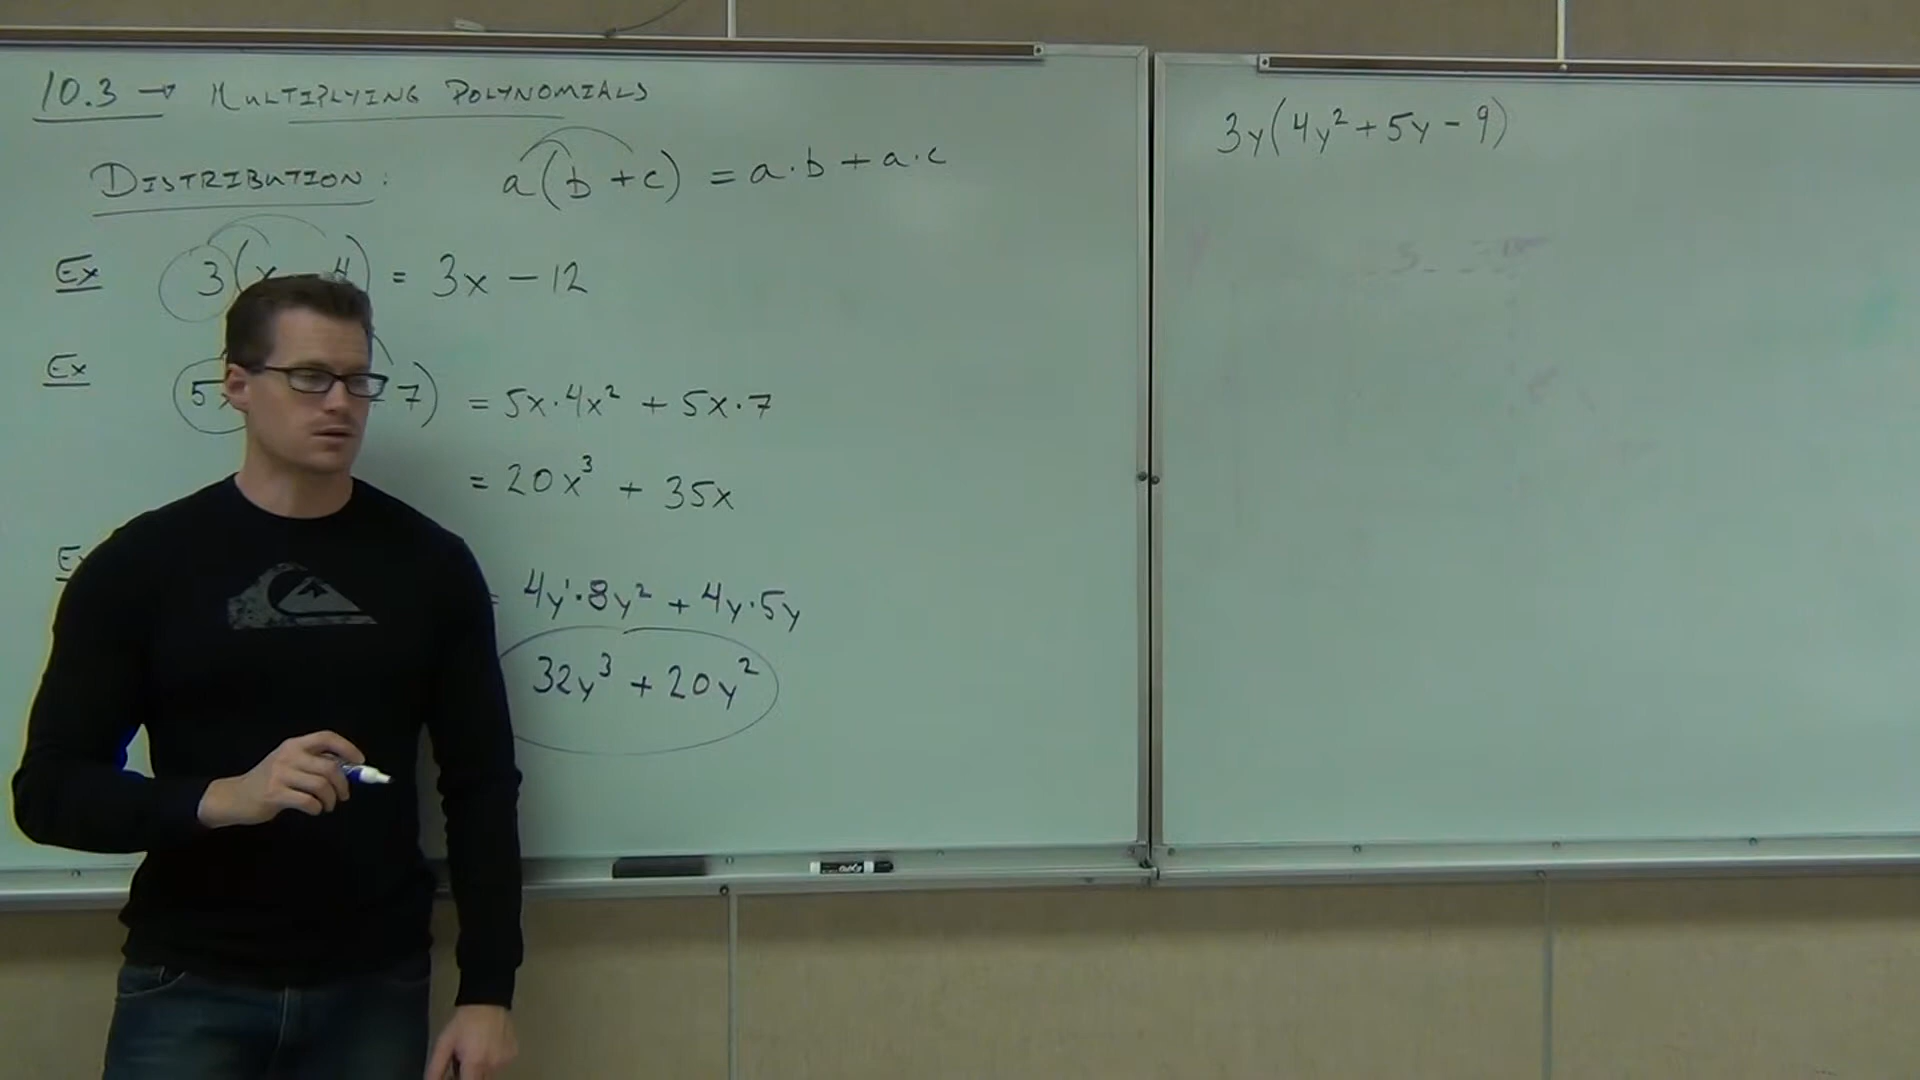 10.3 → MULTIPLYING POLYNOMIALS
DISTRIBUTION: a(b + c) = a·b + a·c
Ex 3(x - 4) = 3x - 12
Ex 5x 7) = 5x·4x² + 5x·7
= 20x³ + 35x
Ex = 4y¹·8y² + 4y·5y
32y³ + 20y²
3y(4y² + 5y - 9)